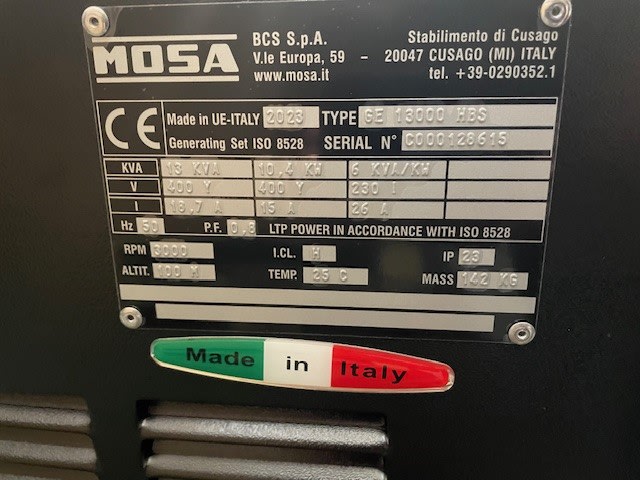 MOSA
BCS S.p.A.
V.le Europa, 59 - 20047 CUSAGO (MI) ITALY
www.mosa.it
Stabilimento di Cusago
tel. +39-0290352.1
CE Made in UE-ITALY 2023 TYPE GE 13000 HBS
Generating Set ISO 8528 SERIAL N° C000128615
KVA 13 KVA 10,4 KW 6 KVA/KW
V 400 Y 400 Y 230 I
I 18,7 A 15 A 26 A
Hz 50 P.F. 0,8 LTP POWER IN ACCORDANCE WITH ISO 8528
RPM 3000 I.CL. H IP 23
ALTIT. 100 M TEMP. 25 C MASS 142 KG
Made in Italy